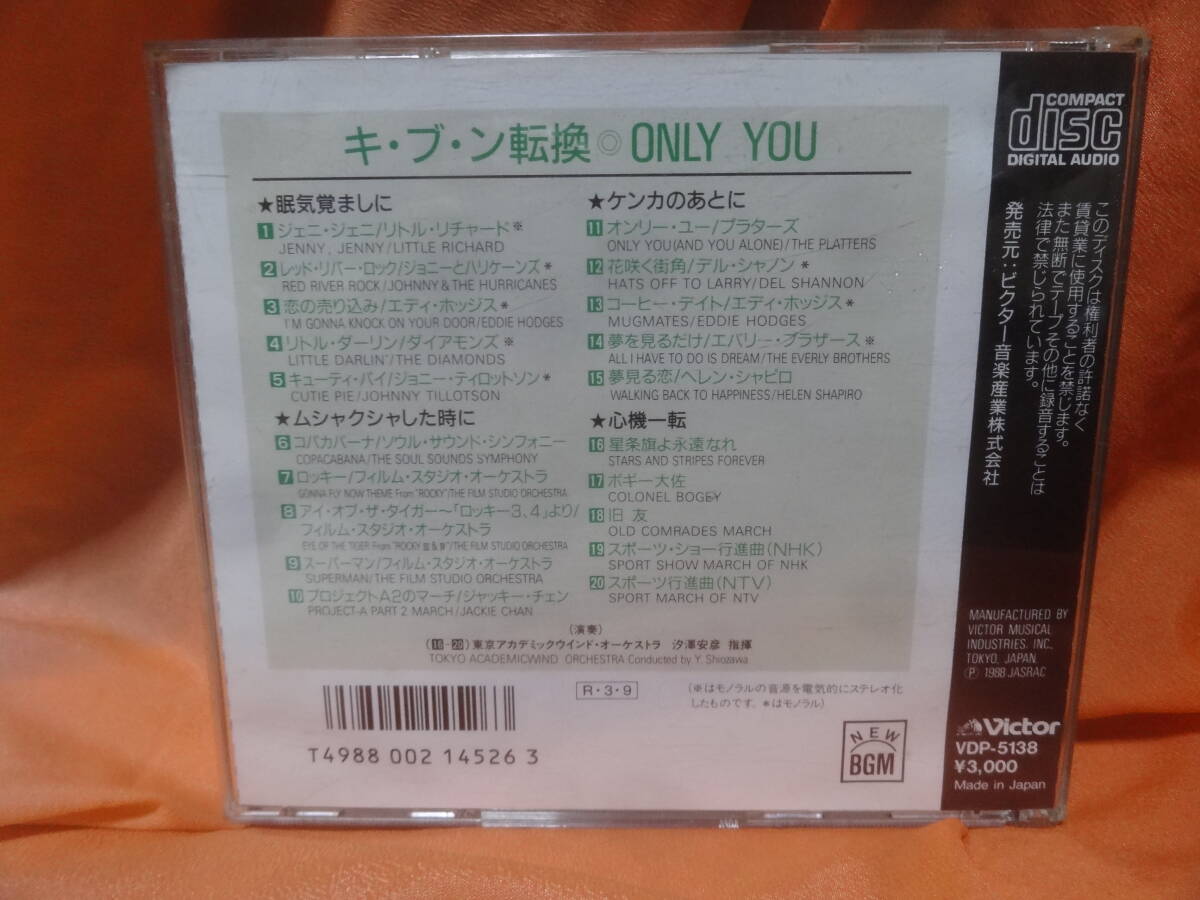 キ・ブ・ン転換◎ONLY YOU
★眠気覚ましに
1 ジェニ・ジェニ/リトル・リチャード※
JENNY, JENNY/LITTLE RICHARD
2 レッド・リバー・ロック/ジョニーとハリケーンズ*
RED RIVER ROCK/JOHNNY & THE HURRICANES
3 恋の売り込み/エディ・ホッジス*
I'M GONNA KNOCK ON YOUR DOOR/EDDIE HODGES
4 リトル・ダーリン/ダイアモンズ※
LITTLE DARLIN'/THE DIAMONDS
5 キューティ・パイ/ジョニー・ティロットソン*
CUTIE PIE/JOHNNY TILLOTSON
★ムシャクシャした時に
6 コパカバーナ/ソウル・サウンド・シンフォニー
COPACABANA/THE SOUL SOUNDS SYMPHONY
7 ロッキー/フィルム・スタジオ・オーケストラ
GONNA FLY NOW THEME From "ROCKY"/THE FILM STUDIO ORCHESTRA
8 アイ・オブ・ザ・タイガー〜「ロッキー3、4」より/
フィルム・スタジオ・オーケストラ
EYE OF THE TIGER From "ROCKY Ⅲ & Ⅳ"/THE FILM STUDIO ORCHESTRA
9 スーパーマン/フィルム・スタジオ・オーケストラ
SUPERMAN/THE FILM STUDIO ORCHESTRA
10 プロジェクトA2のマーチ/ジャッキー・チェン
PROJECT-A PART 2 MARCH/JACKIE CHAN
★ケンカのあとに
11 オンリー・ユー/プラターズ
ONLY YOU(AND YOU ALONE)/THE PLATTERS
12 花咲く街角/デル・シャノン*
HATS OFF TO LARRY/DEL SHANNON
13 コーヒー・デイト/エディ・ホッジス*
MUGMATES/EDDIE HODGES
14 夢を見るだけ/エバリー・ブラザース※
ALL I HAVE TO DO IS DREAM/THE EVERLY BROTHERS
15 夢見る恋/ヘレン・シャピロ
WALKING BACK TO HAPPINESS/HELEN SHAPIRO
★心機一転
16 星条旗よ永遠なれ
STARS AND STRIPES FOREVER
17 ボギー大佐
COLONEL BOGEY
18 旧友
OLD COMRADES MARCH
19 スポーツ・ショー行進曲(NHK)
SPORT SHOW MARCH OF NHK
20 スポーツ行進曲(NTV)
SPORT MARCH OF NTV
(演奏)
(16-20)東京アカデミックウインド・オーケストラ 汐澤安彦 指揮
TOKYO ACADEMICWIND ORCHESTRA Conducted by Y. Shiozawa
R・3・9
(※はモノラルの音源を電気的にステレオ化
したものです。*はモノラル)
T4988 002 14526 3
NEW
BGM
COMPACT
disc
DIGITAL AUDIO
このディスクは権利者の許諾なく
賃貸業に使用することを禁じます。
また無断でテープその他に録音することは
法律で禁じられています。
発売元:ビクター音楽産業株式会社
MANUFACTURED BY
VICTOR MUSICAL
INDUSTRIES, INC.,
TOKYO, JAPAN
Ⓟ 1988 JASRAC
Victor
VDP-5138
¥3,000
Made in Japan